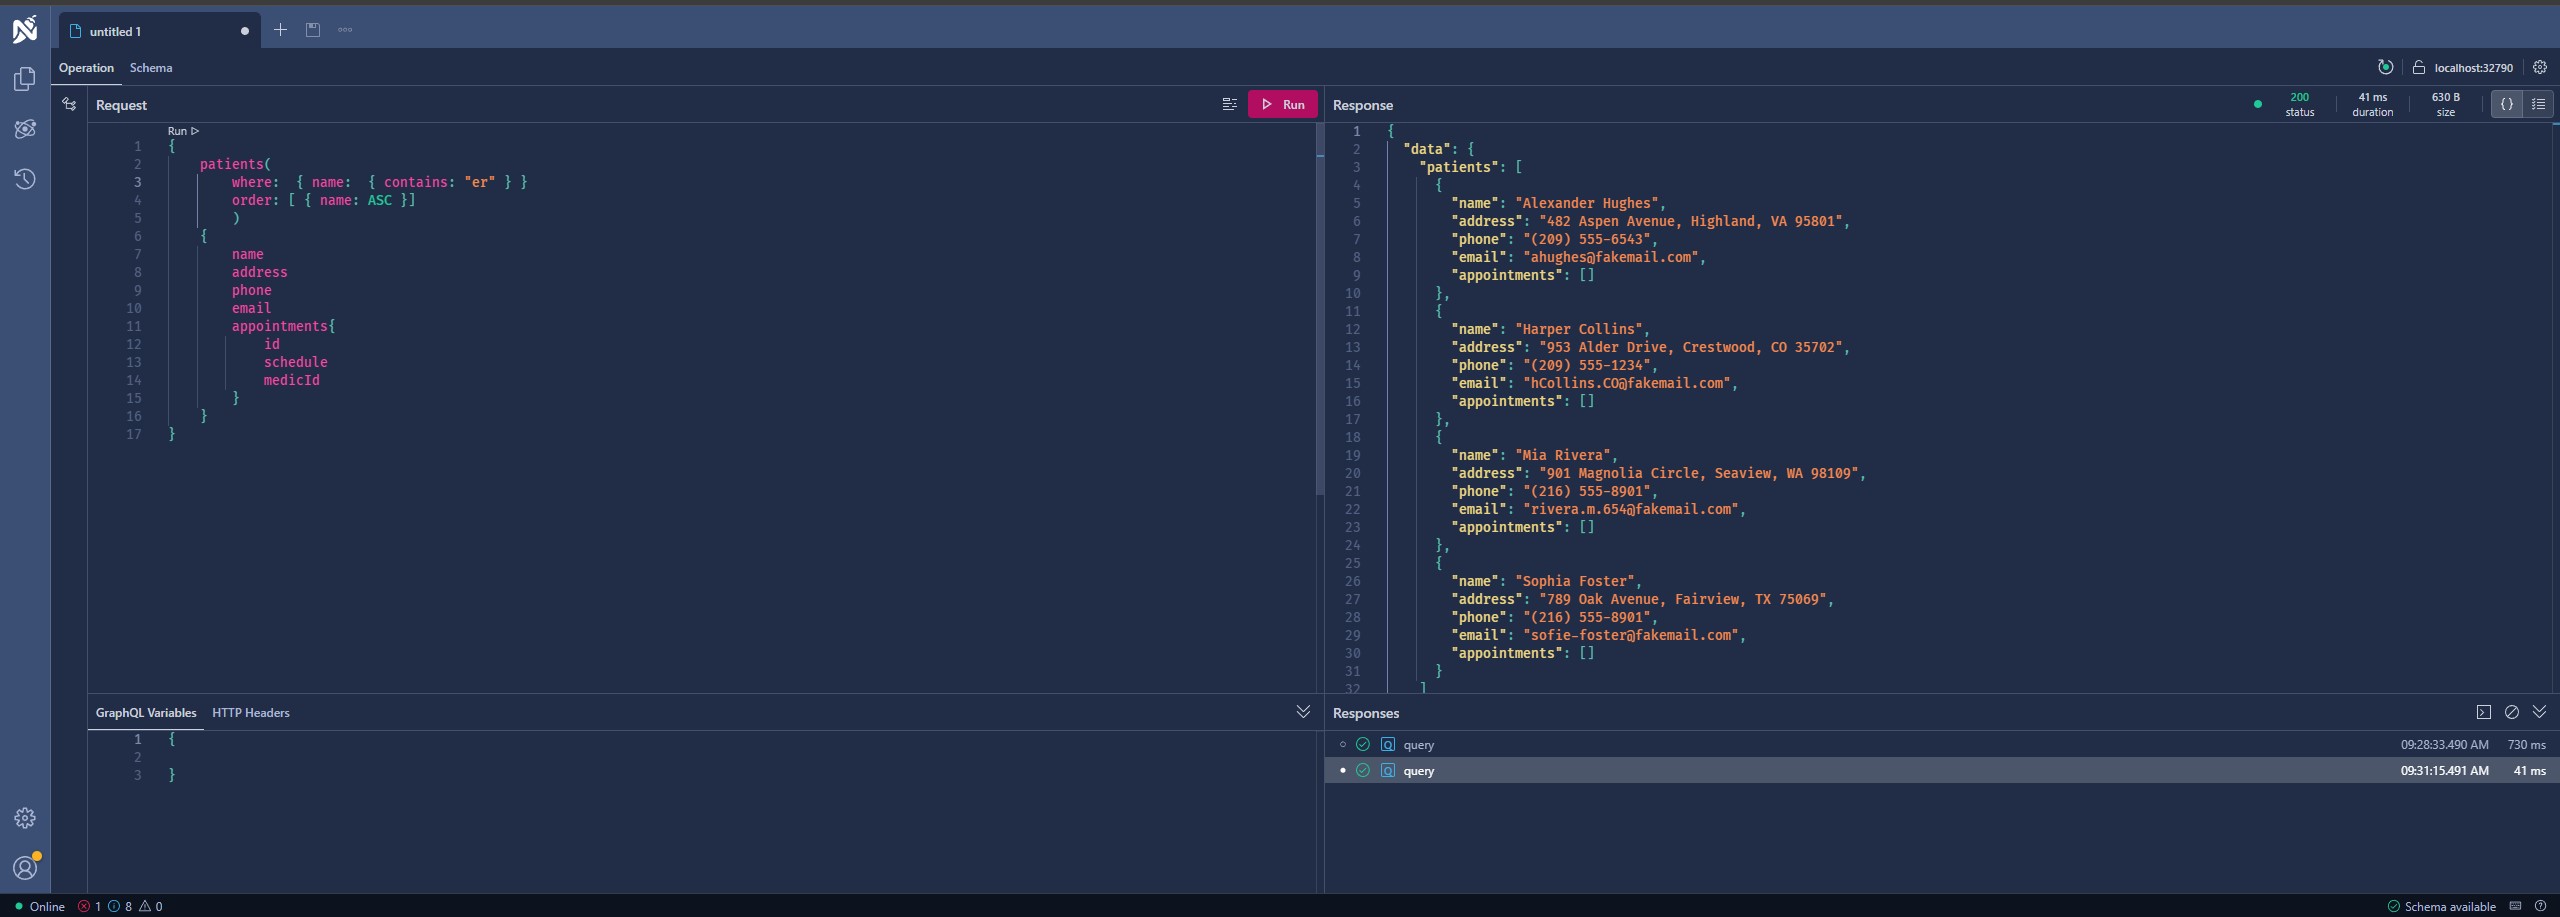 untitled 1
Operation Schema
localhost:32790
Request
Run
Response
200 status
41 ms duration
630 B size
Run
1 {
2 patients(
3 where: { name: { contains: "er" } }
4 order: [ { name: ASC }]
5 )
6 {
7 name
8 address
9 phone
10 email
11 appointments{
12 id
13 schedule
14 medicId
15 }
16 }
17 }
1 {
2 "data": {
3 "patients": [
4 {
5 "name": "Alexander Hughes",
6 "address": "482 Aspen Avenue, Highland, VA 95801",
7 "phone": "(209) 555-6543",
8 "email": "ahughes@fakemail.com",
9 "appointments": []
10 },
11 {
12 "name": "Harper Collins",
13 "address": "953 Alder Drive, Crestwood, CO 35702",
14 "phone": "(209) 555-1234",
15 "email": "hCollins.CO@fakemail.com",
16 "appointments": []
17 },
18 {
19 "name": "Mia Rivera",
20 "address": "901 Magnolia Circle, Seaview, WA 98109",
21 "phone": "(216) 555-8901",
22 "email": "rivera.m.654@fakemail.com",
23 "appointments": []
24 },
25 {
26 "name": "Sophia Foster",
27 "address": "789 Oak Avenue, Fairview, TX 75069",
28 "phone": "(216) 555-8901",
29 "email": "sofie-foster@fakemail.com",
30 "appointments": []
31 }
32 ]
GraphQL Variables HTTP Headers
1 {
2
3 }
Responses
Q query 09:28:33.490 AM 730 ms
Q query 09:31:15.491 AM 41 ms
Online 1 8 0
Schema available